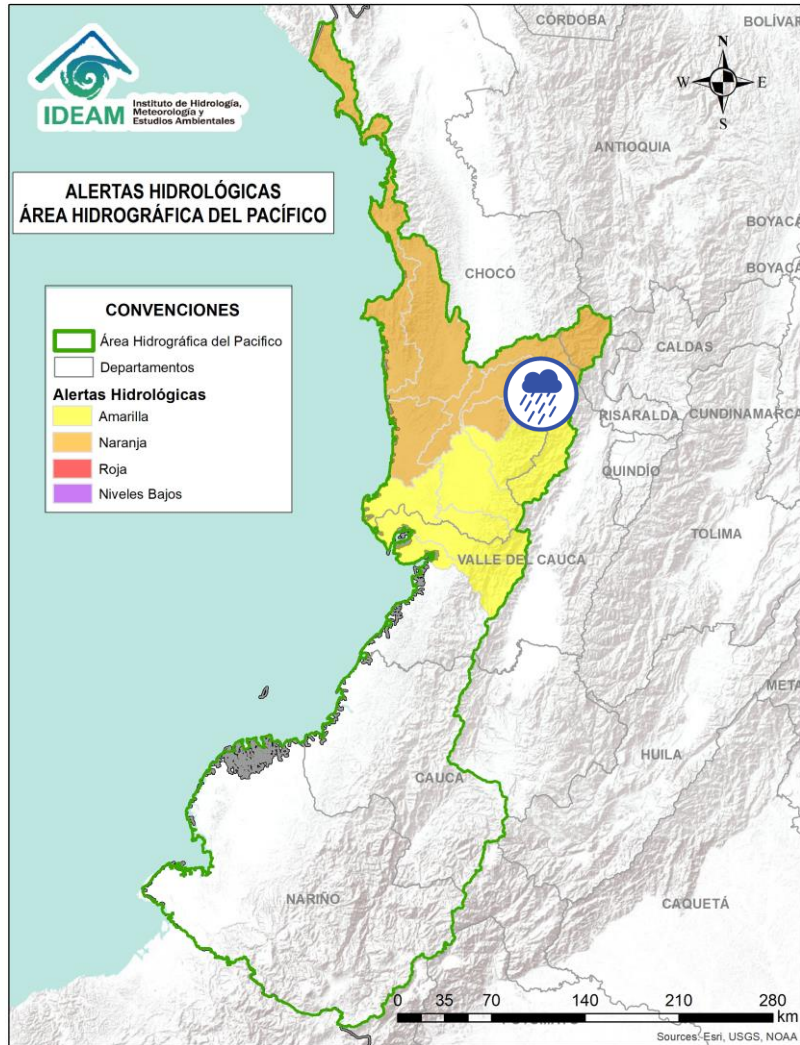 IDEAM
Instituto de Hidrología,
Meteorología y
Estudios Ambientales
CÓRDOBA
BOLÍVAR
N
W
E
S
ALERTAS HIDROLÓGICAS
ÁREA HIDROGRÁFICA DEL PACÍFICO
ANTIOQUIA
BOYACÁ
BOYACÁ
CHOCÓ
CONVENCIONES
Área Hidrográfica del Pacifico
Departamentos
Alertas Hidrológicas
Amarilla
Naranja
Roja
Niveles Bajos
CALDAS
RISARALDA
CUNDINAMARCA
QUINDÍO
TOLIMA
VALLE DEL CAUCA
META
HUILA
CAUCA
NARIÑO
CAQUETÁ
0 35 70 140 210 280
km
Sources: Esri, USGS, NOAA